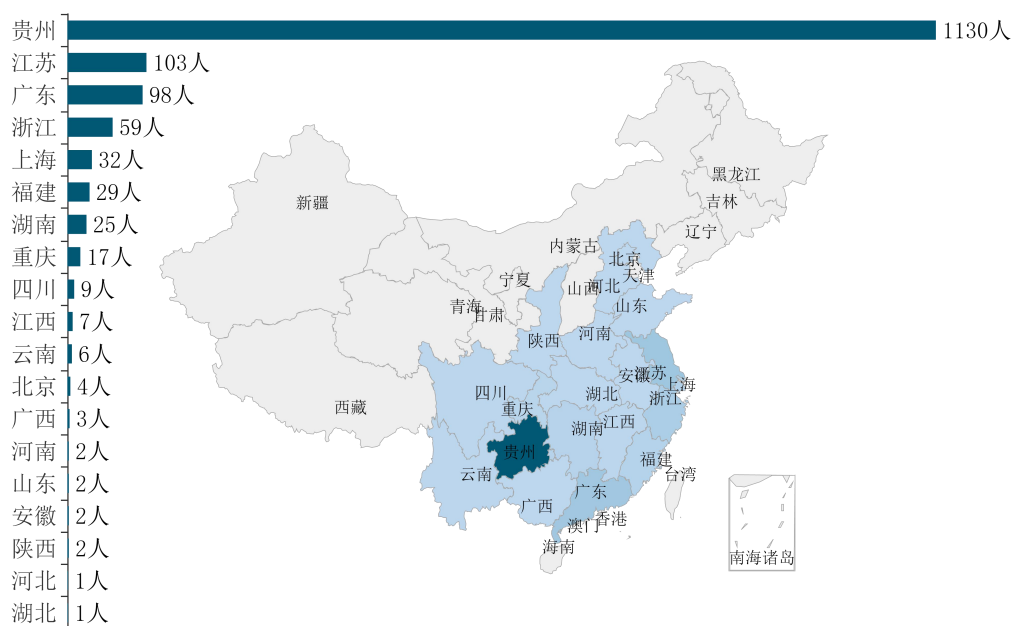 贵州 1130人
江苏 103人
广东 98人
浙江 59人
上海 32人
福建 29人
湖南 25人
重庆 17人
四川 9人
江西 7人
云南 6人
北京 4人
广西 3人
河南 2人
山东 2人
安徽 2人
陕西 2人
河北 1人
湖北 1人
黑龙江
新疆
吉林
辽宁
内蒙古
北京
天津
宁夏
山西
河北
青海
山东
甘肃
河南
陕西
安徽
江苏
上海
四川
湖北
浙江
西藏
重庆
江西
湖南
贵州
福建
云南
台湾
广东
广西
香港
澳门
海南
南海诸岛